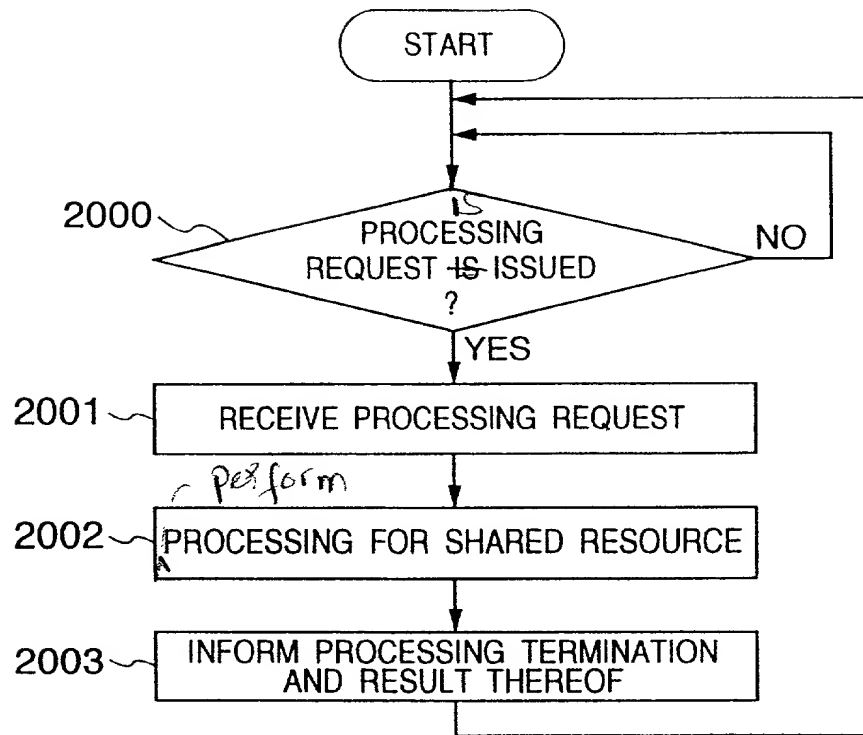 START
2000
IS
PROCESSING
NO
REQUEST IS ISSUED
?
YES
2001
RECEIVE PROCESSING REQUEST
perform
2002
PROCESSING FOR SHARED RESOURCE
2003
INFORM PROCESSING TERMINATION
AND RESULT THEREOF